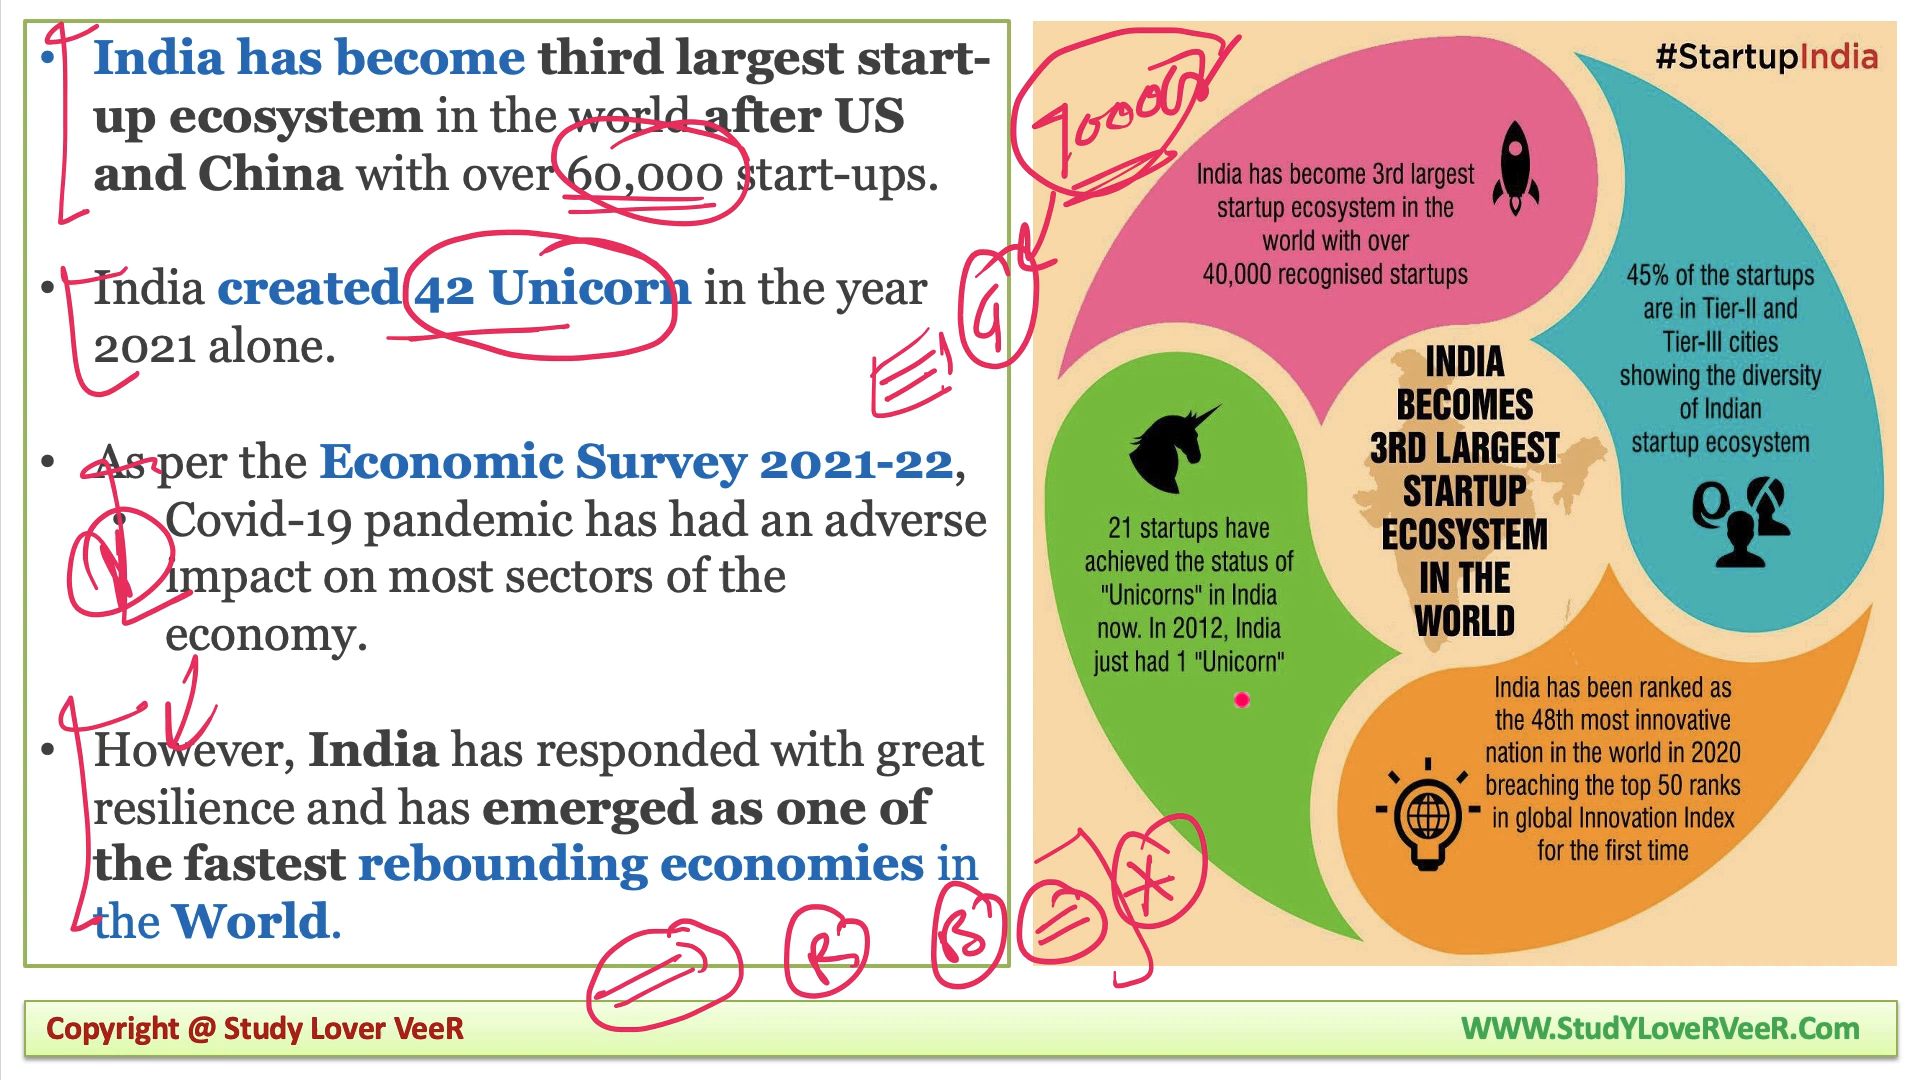 • India has become third largest start-
up ecosystem in the world after US
and China with over 60,000 start-ups.
• India created 42 Unicorn in the year
2021 alone.
• As per the Economic Survey 2021-22,
• Covid-19 pandemic has had an adverse
impact on most sectors of the
economy.
• However, India has responded with great
resilience and has emerged as one of
the fastest rebounding economies in
the World.
#StartupIndia
India has become 3rd largest
startup ecosystem in the
world with over
40,000 recognised startups
45% of the startups
are in Tier-II and
Tier-III cities
showing the diversity
of Indian
startup ecosystem
INDIA
BECOMES
3RD LARGEST
STARTUP
ECOSYSTEM
IN THE
WORLD
21 startups have
achieved the status of
"Unicorns" in India
now. In 2012, India
just had 1 "Unicorn"
India has been ranked as
the 48th most innovative
nation in the world in 2020
breaching the top 50 ranks
in global Innovation Index
for the first time
Copyright @ Study Lover VeeR
WWW.StudYLoveRVeeR.Com